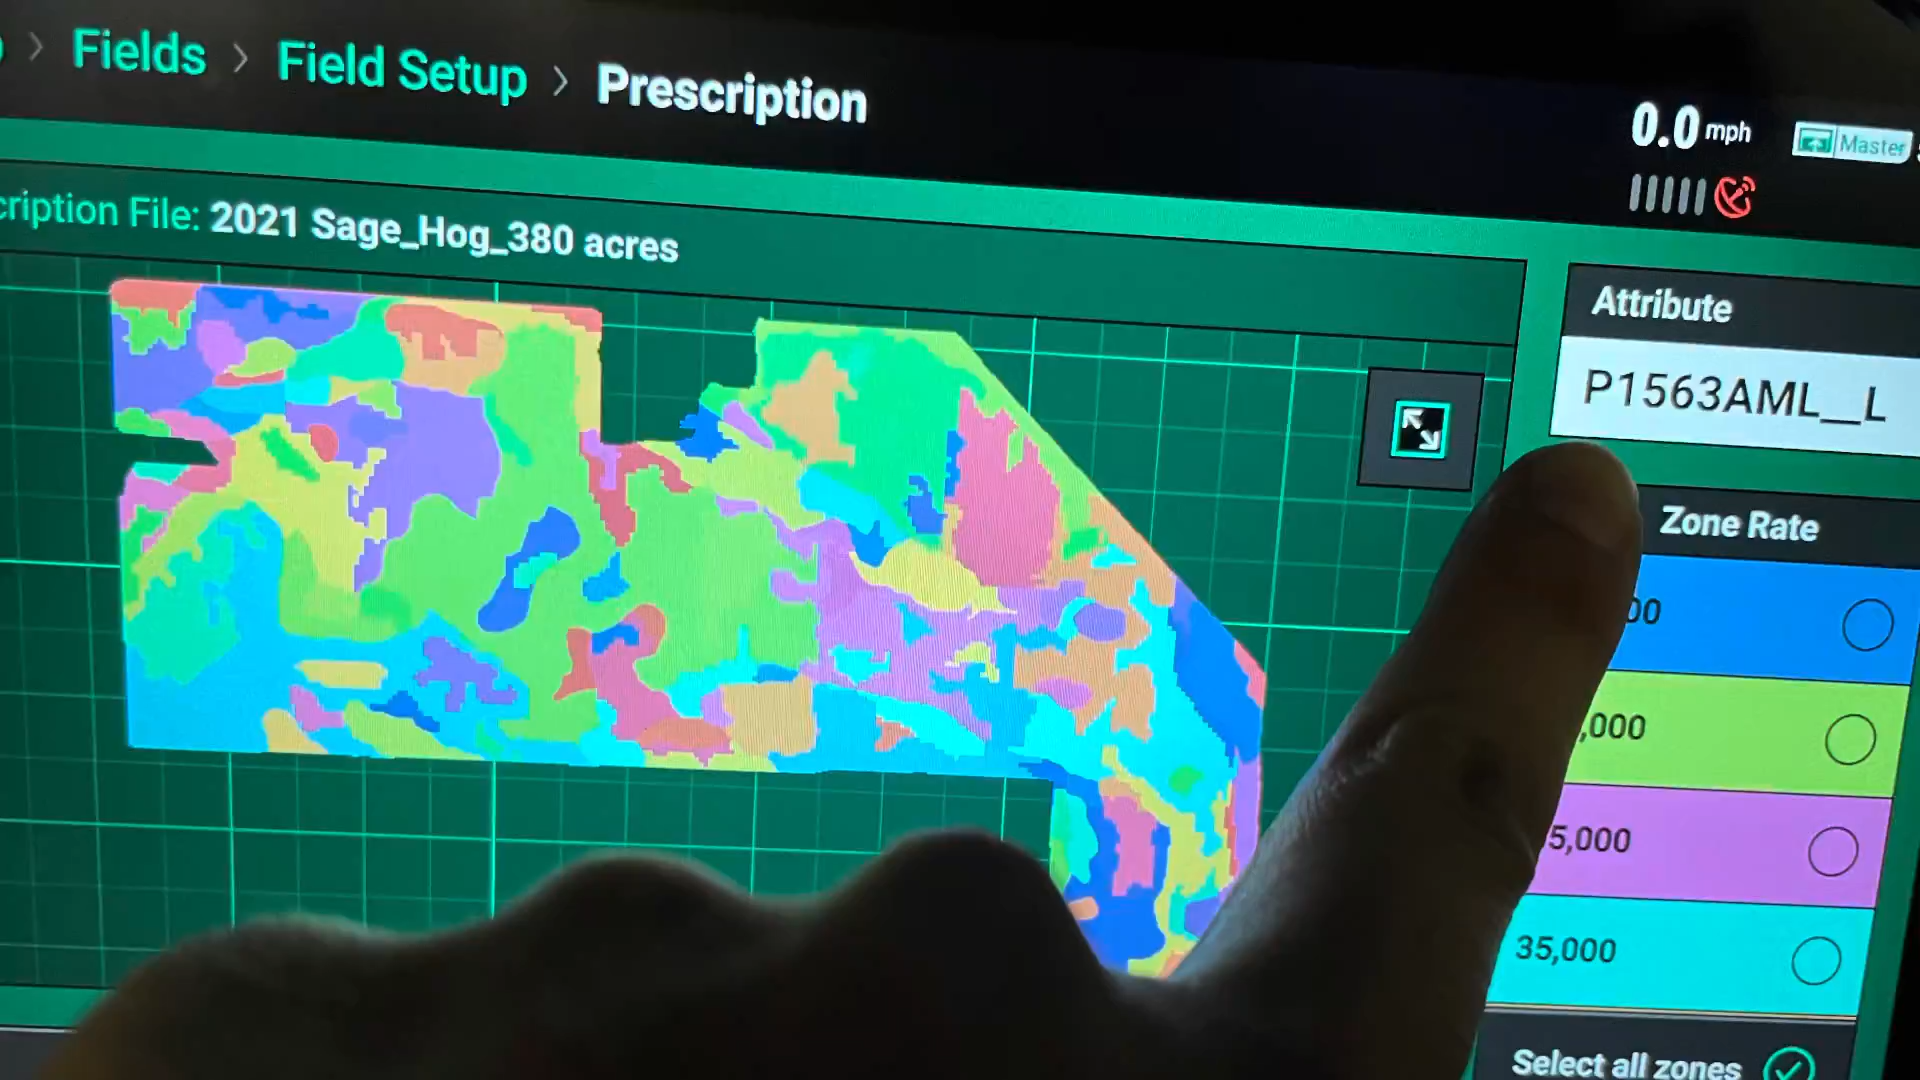 Fields > Field Setup > Prescription
0.0 mph
Master
cription File: 2021 Sage_Hog_380 acres
Attribute
P1563AML__L
Zone Rate
00
,000
5,000
35,000
Select all zones